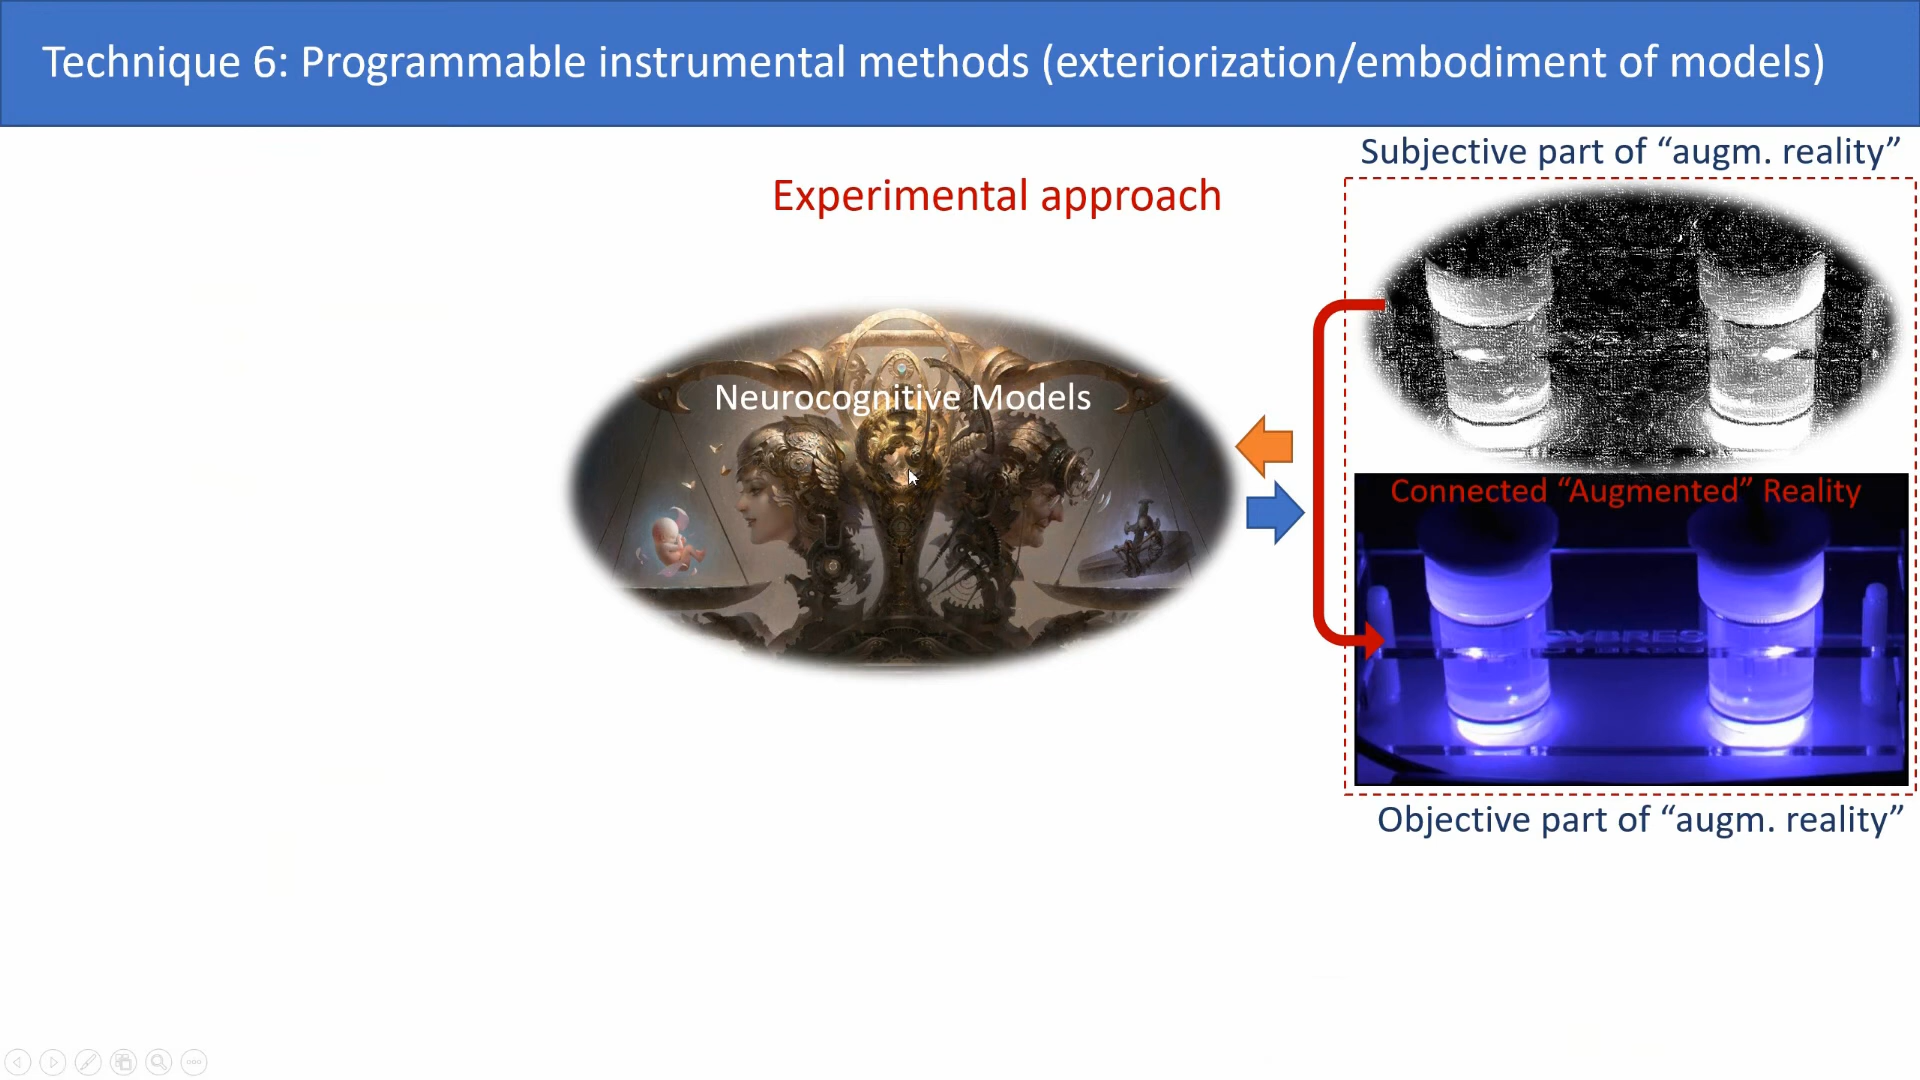 Technique 6: Programmable instrumental methods (exteriorization/embodiment of models)
Subjective part of “augm. reality”
Experimental approach
Neurocognitive Models
Connected “Augmented” Reality
CYBRES
Objective part of “augm. reality”